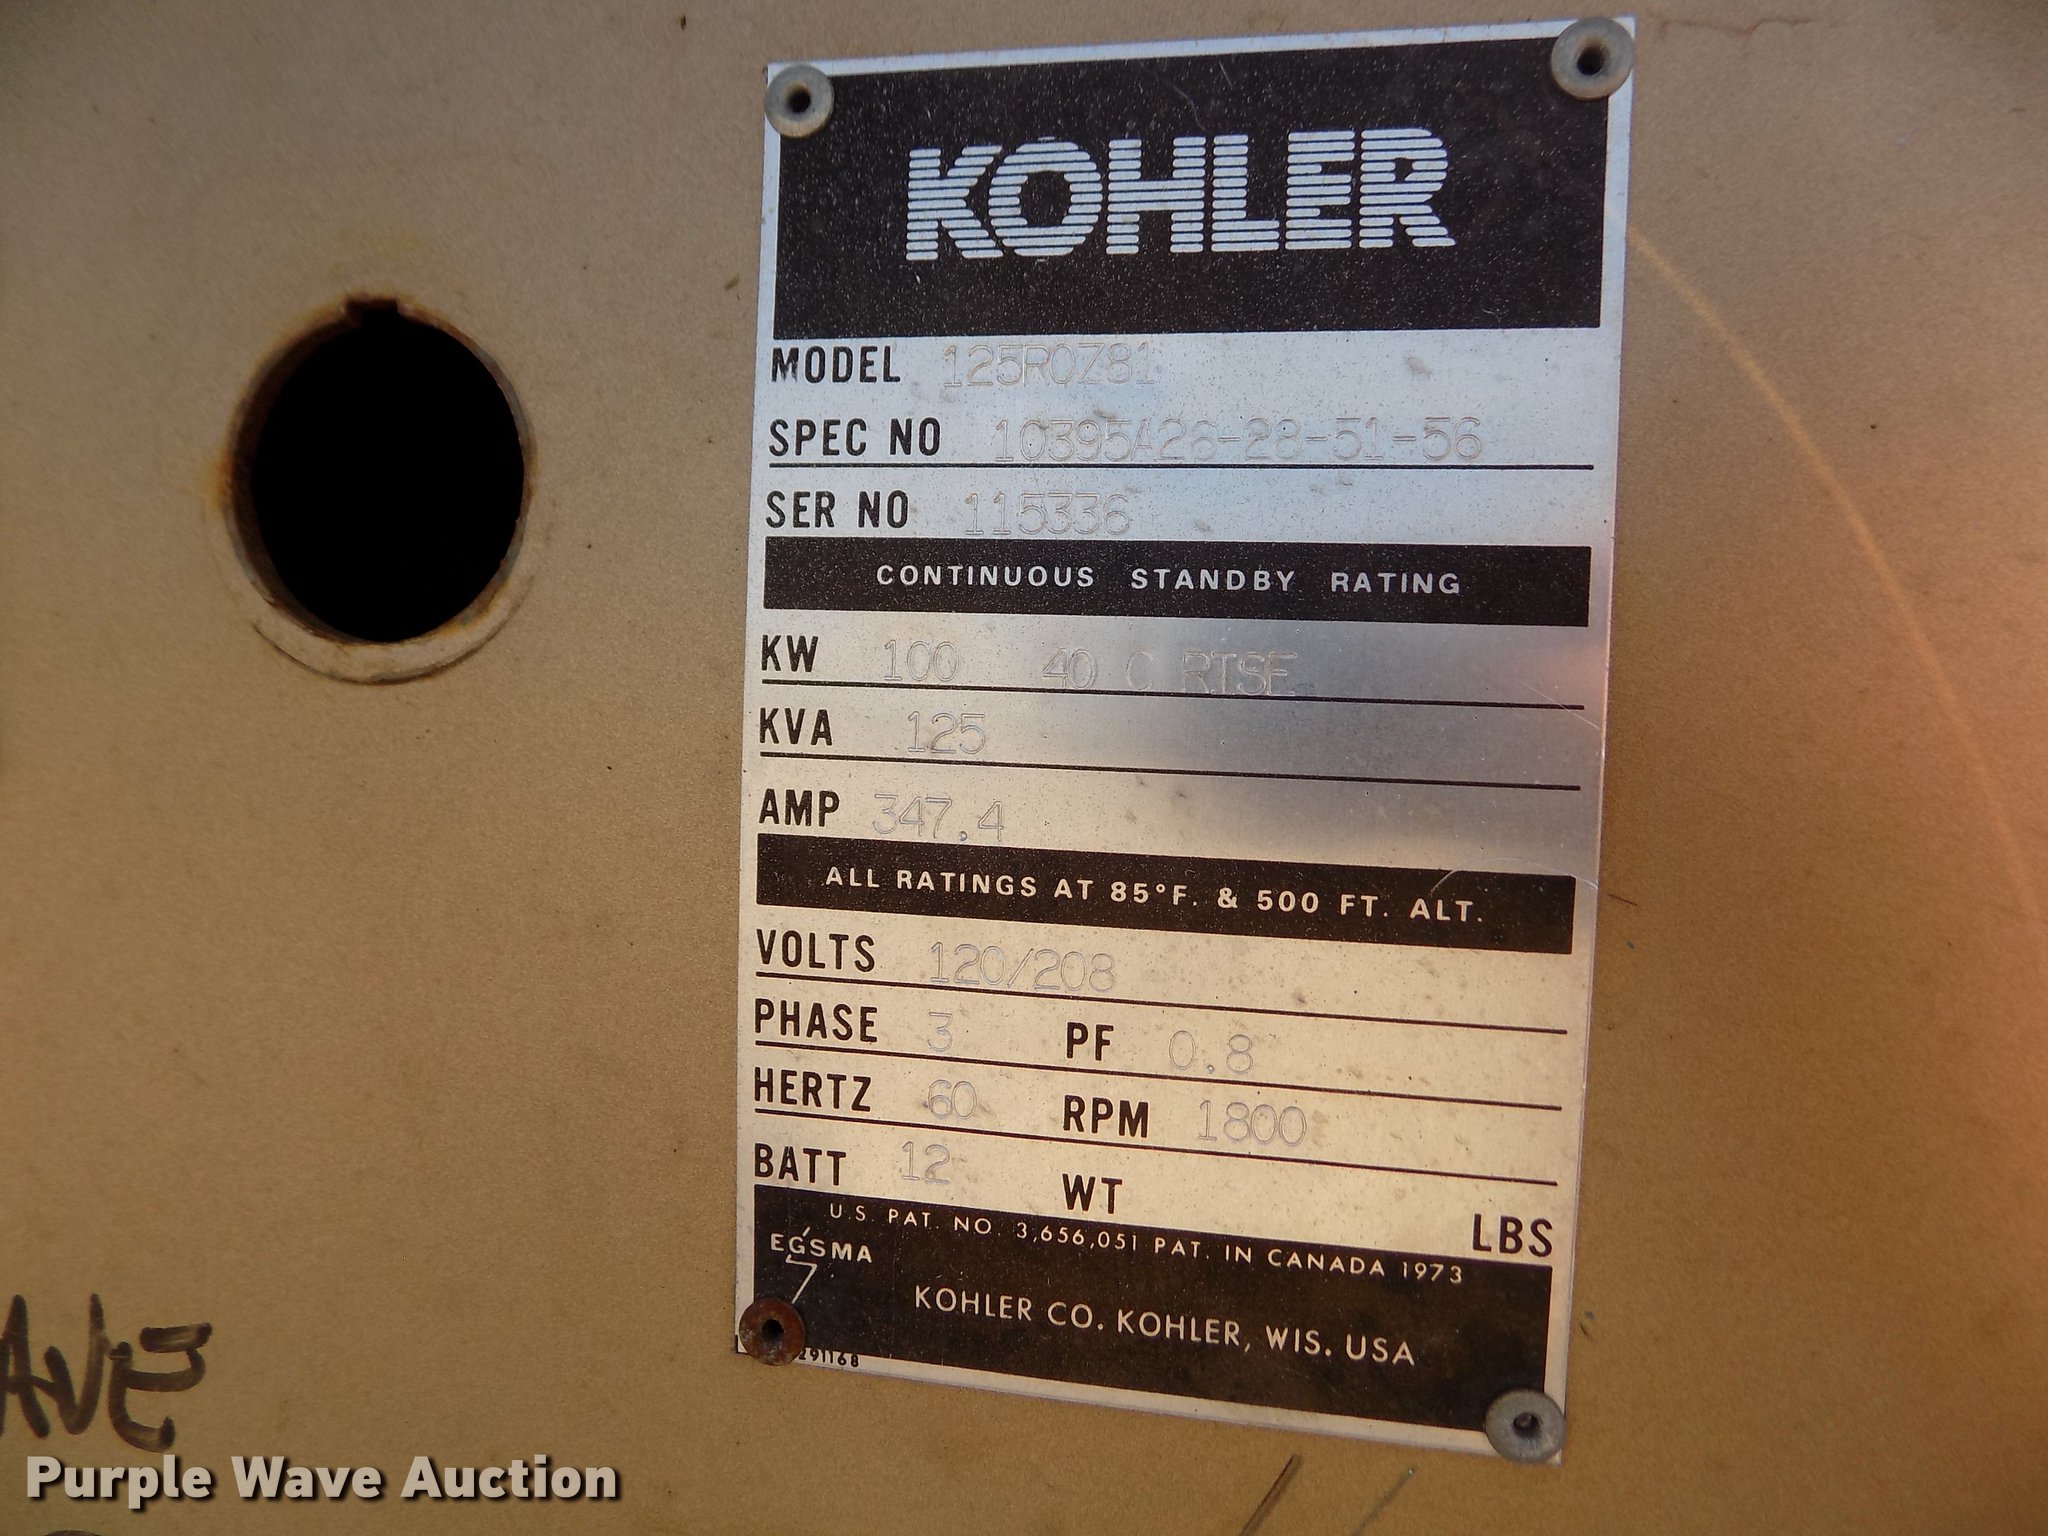 KOHLER
MODEL 125ROZ81
SPEC NO 10395A26-28-51-56
SER NO 115336
CONTINUOUS STANDBY RATING
KW 100 40 C RISE
KVA 125
AMP 347.4
ALL RATINGS AT 85°F. & 500 FT. ALT.
VOLTS 120/208
PHASE 3 PF 0.8
HERTZ 60 RPM 1800
BATT 12 WT LBS
U.S. PAT. NO. 3,656,051 PAT. IN CANADA 1973
EGSMA
KOHLER CO. KOHLER, WIS. USA
291168
Purple Wave Auction